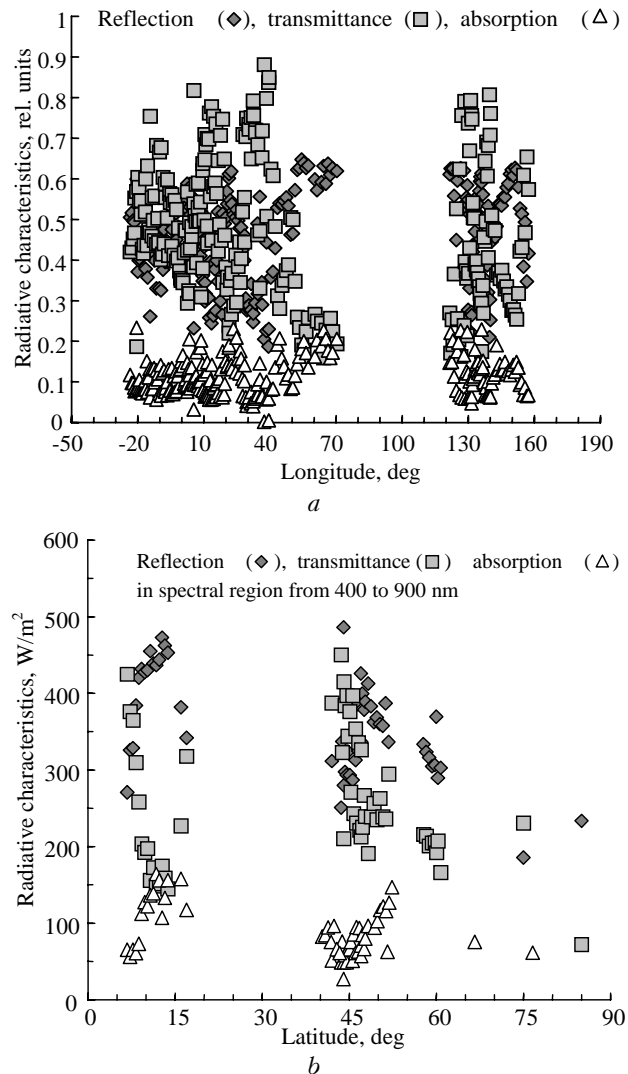 Reflection (◆), transmittance (■), absorption (△)
Radiative characteristics, rel. units
1
0.9
0.8
0.7
0.6
0.5
0.4
0.3
0.2
0.1
0
-50 -20 10 40 70 100 130 160 190
Longitude, deg
a
Reflection (◆), transmittance (■) absorption (△)
in spectral region from 400 to 900 nm
Radiative characteristics, W/m²
600
500
400
300
200
100
0
0 15 30 45 60 75 90
Latitude, deg
b